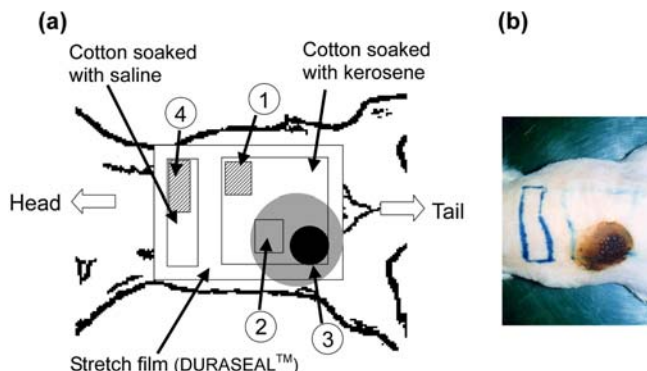 (a)
(b)
Cotton soaked
with saline
Cotton soaked
with kerosene
4
1
Head
Tail
2
3
Stretch film (DURASEAL™)